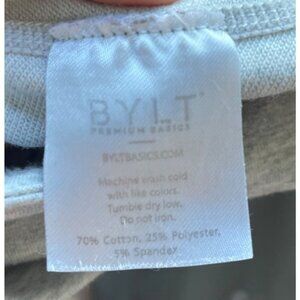 BYLT
PREMIUM BASICS
BYLTBASICS.COM
Machine wash cold
with like colors.
Tumble dry low.
Do not iron.
70% Cotton, 25% Polyester,
5% Spandex